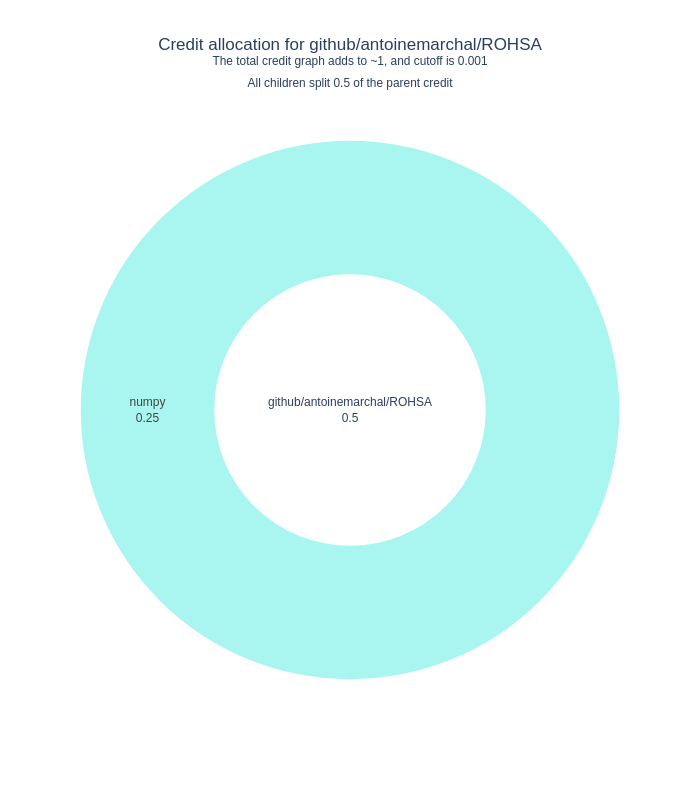 Credit allocation for github/antoinemarchal/ROHSA
The total credit graph adds to ~1, and cutoff is 0.001
All children split 0.5 of the parent credit
numpy
0.25
github/antoinemarchal/ROHSA
0.5